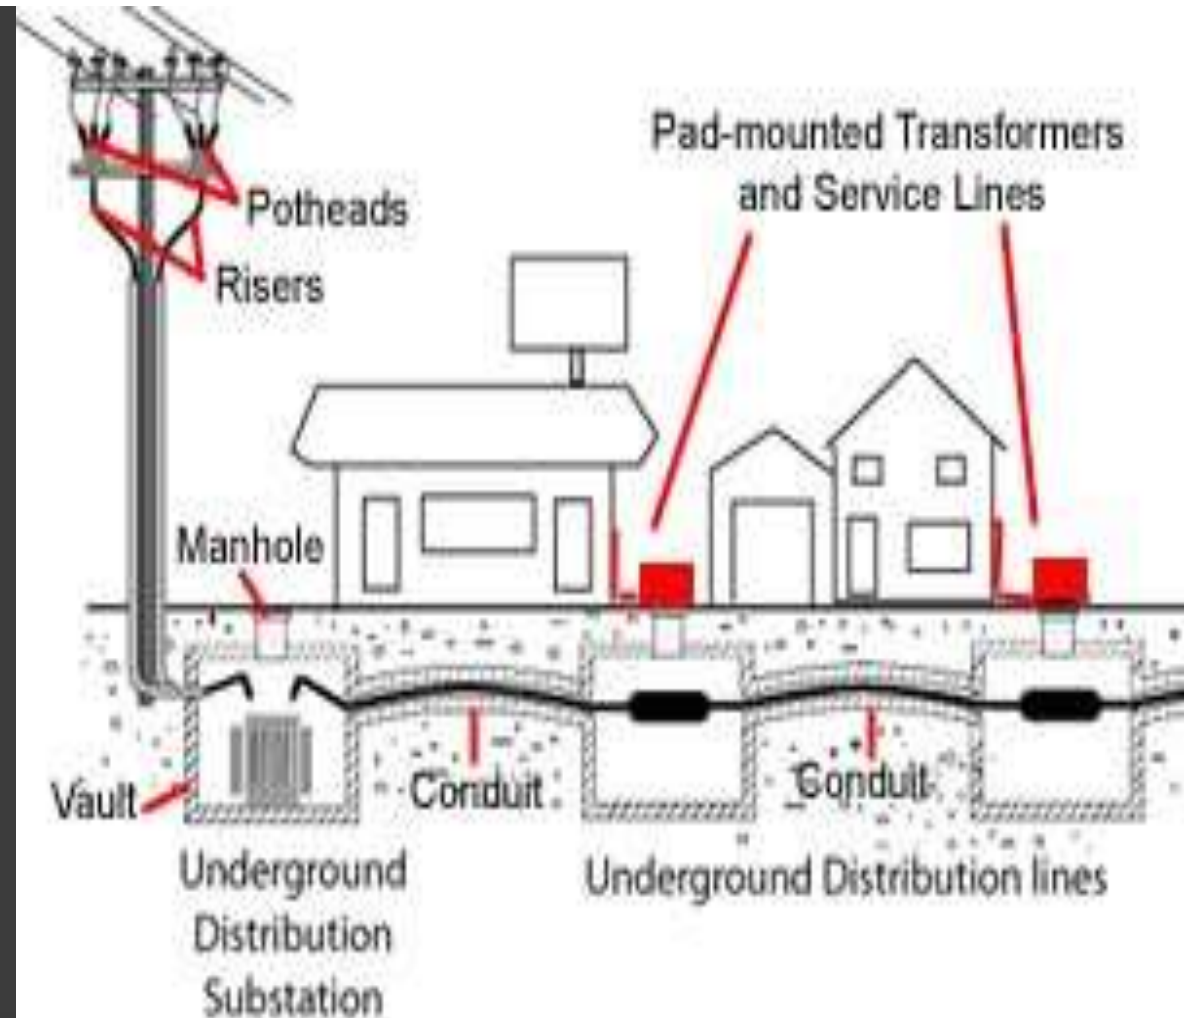 Pad-mounted Transformers
and Service Lines
Potheads
Risers
Manhole
Vault
Conduit
Conduit
Underground
Distribution
Substation
Underground Distribution lines